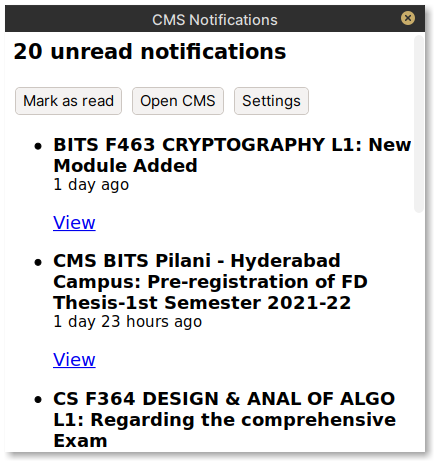 CMS Notifications
20 unread notifications
Mark as read Open CMS Settings
BITS F463 CRYPTOGRAPHY L1: New
Module Added
1 day ago
View
CMS BITS Pilani - Hyderabad
Campus: Pre-registration of FD
Thesis-1st Semester 2021-22
1 day 23 hours ago
View
CS F364 DESIGN & ANAL OF ALGO
L1: Regarding the comprehensive
Exam